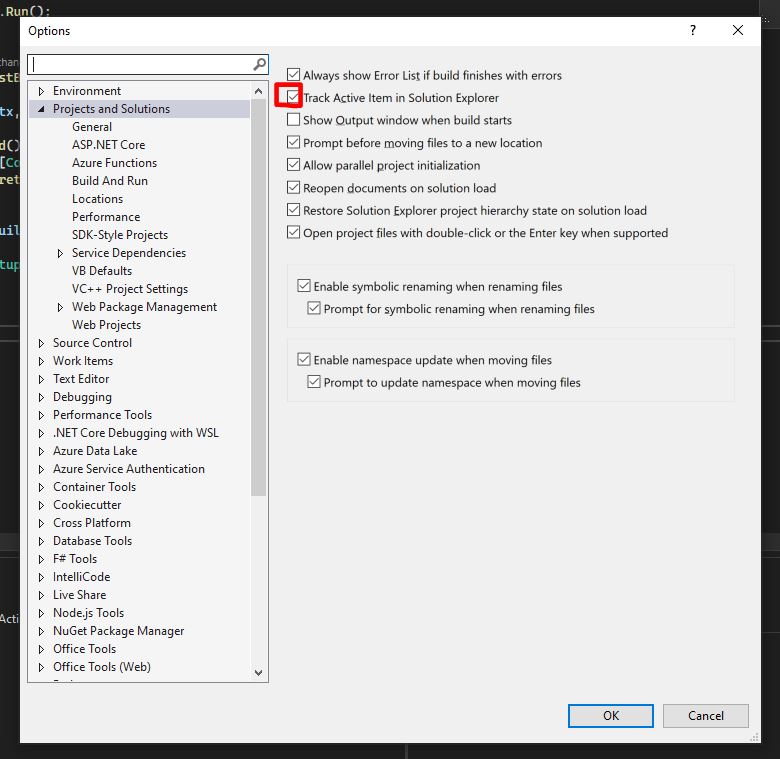 .Run();
Options
?
Environment
Projects and Solutions
General
ASP.NET Core
Azure Functions
Build And Run
Locations
Performance
SDK-Style Projects
Service Dependencies
VB Defaults
VC++ Project Settings
Web Package Management
Web Projects
Source Control
Work Items
Text Editor
Debugging
Performance Tools
.NET Core Debugging with WSL
Azure Data Lake
Azure Service Authentication
Container Tools
Cookiecutter
Cross Platform
Database Tools
F# Tools
IntelliCode
Live Share
Node.js Tools
NuGet Package Manager
Office Tools
Office Tools (Web)
Always show Error List if build finishes with errors
Track Active Item in Solution Explorer
Show Output window when build starts
Prompt before moving files to a new location
Allow parallel project initialization
Reopen documents on solution load
Restore Solution Explorer project hierarchy state on solution load
Open project files with double-click or the Enter key when supported
Enable symbolic renaming when renaming files
Prompt for symbolic renaming when renaming files
Enable namespace update when moving files
Prompt to update namespace when moving files
OK
Cancel